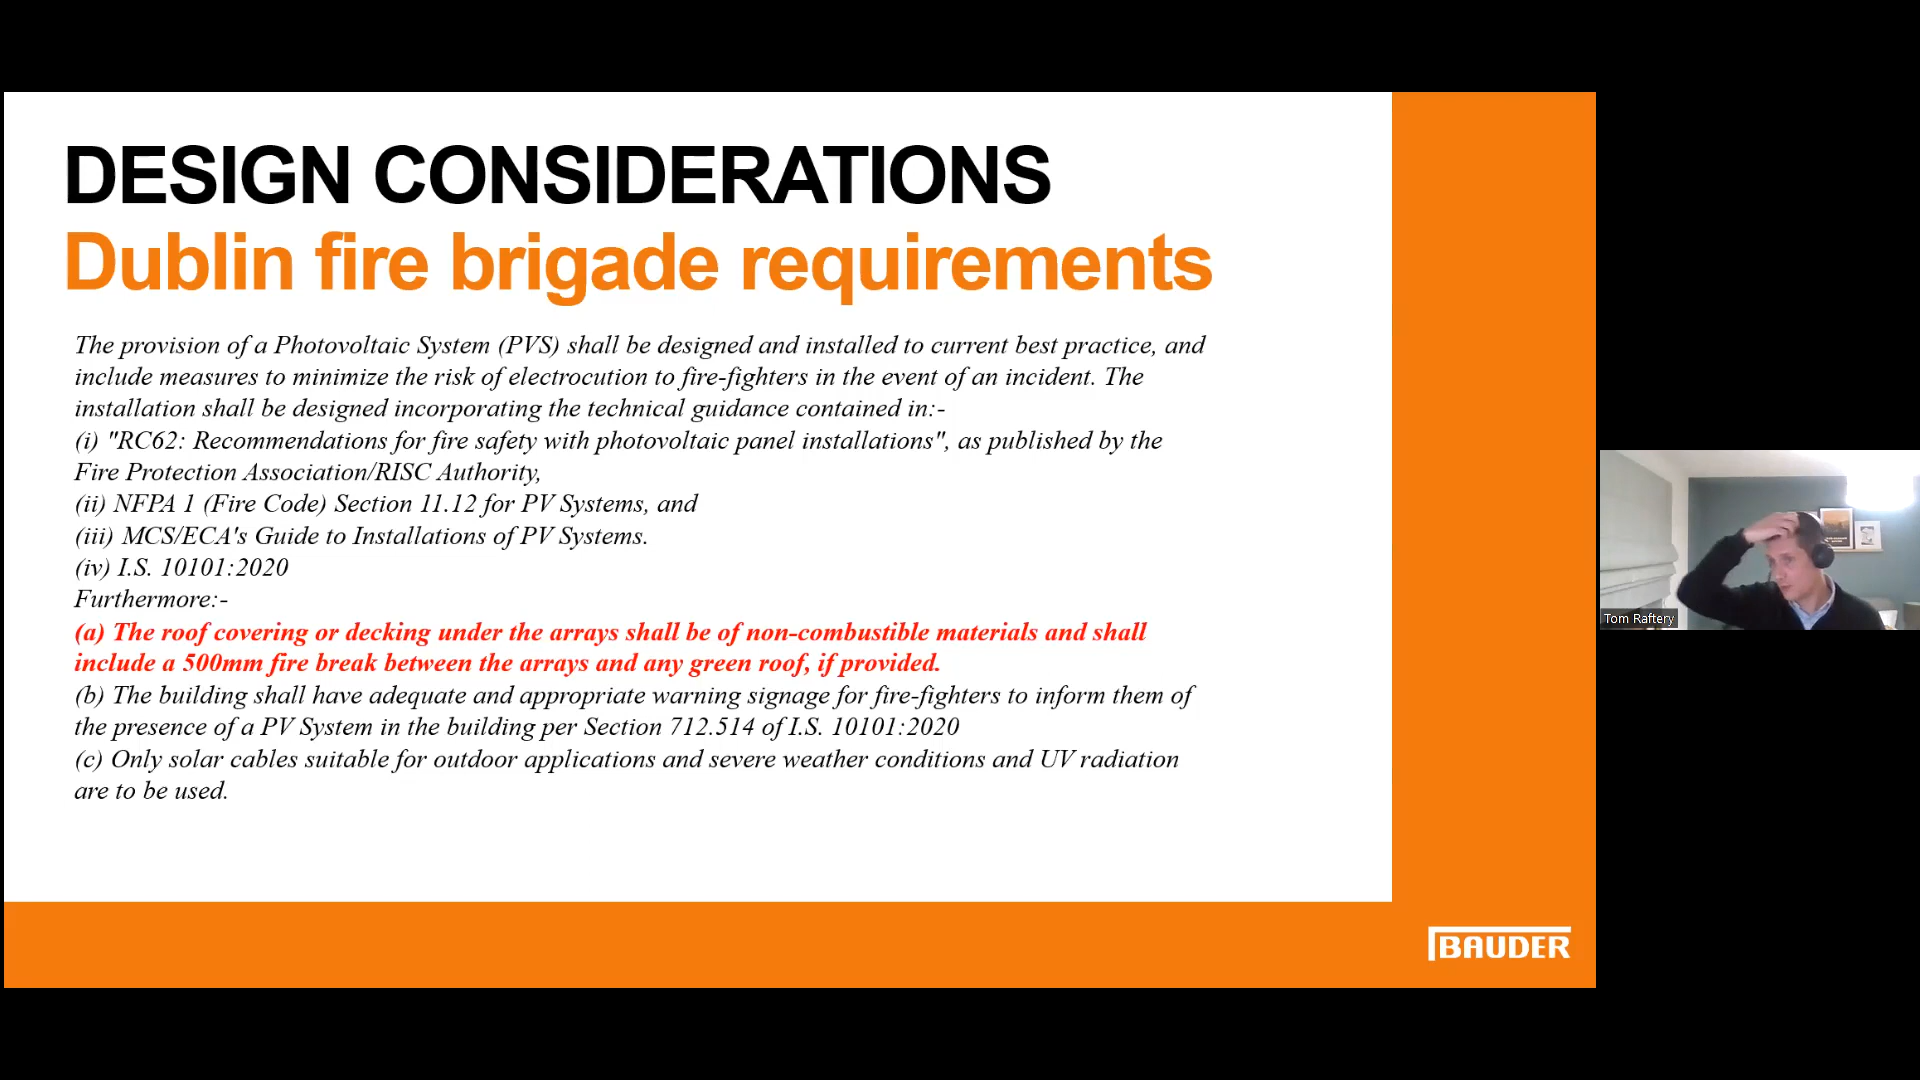 DESIGN CONSIDERATIONS
Dublin fire brigade requirements
The provision of a Photovoltaic System (PVS) shall be designed and installed to current best practice, and
include measures to minimize the risk of electrocution to fire-fighters in the event of an incident. The
installation shall be designed incorporating the technical guidance contained in:-
(i) "RC62: Recommendations for fire safety with photovoltaic panel installations", as published by the
Fire Protection Association/RISC Authority,
(ii) NFPA 1 (Fire Code) Section 11.12 for PV Systems, and
(iii) MCS/ECA's Guide to Installations of PV Systems.
(iv) I.S. 10101:2020
Furthermore:-
(a) The roof covering or decking under the arrays shall be of non-combustible materials and shall
include a 500mm fire break between the arrays and any green roof, if provided.
(b) The building shall have adequate and appropriate warning signage for fire-fighters to inform them of
the presence of a PV System in the building per Section 712.514 of I.S. 10101:2020
(c) Only solar cables suitable for outdoor applications and severe weather conditions and UV radiation
are to be used.
Tom Raftery
BAUDER